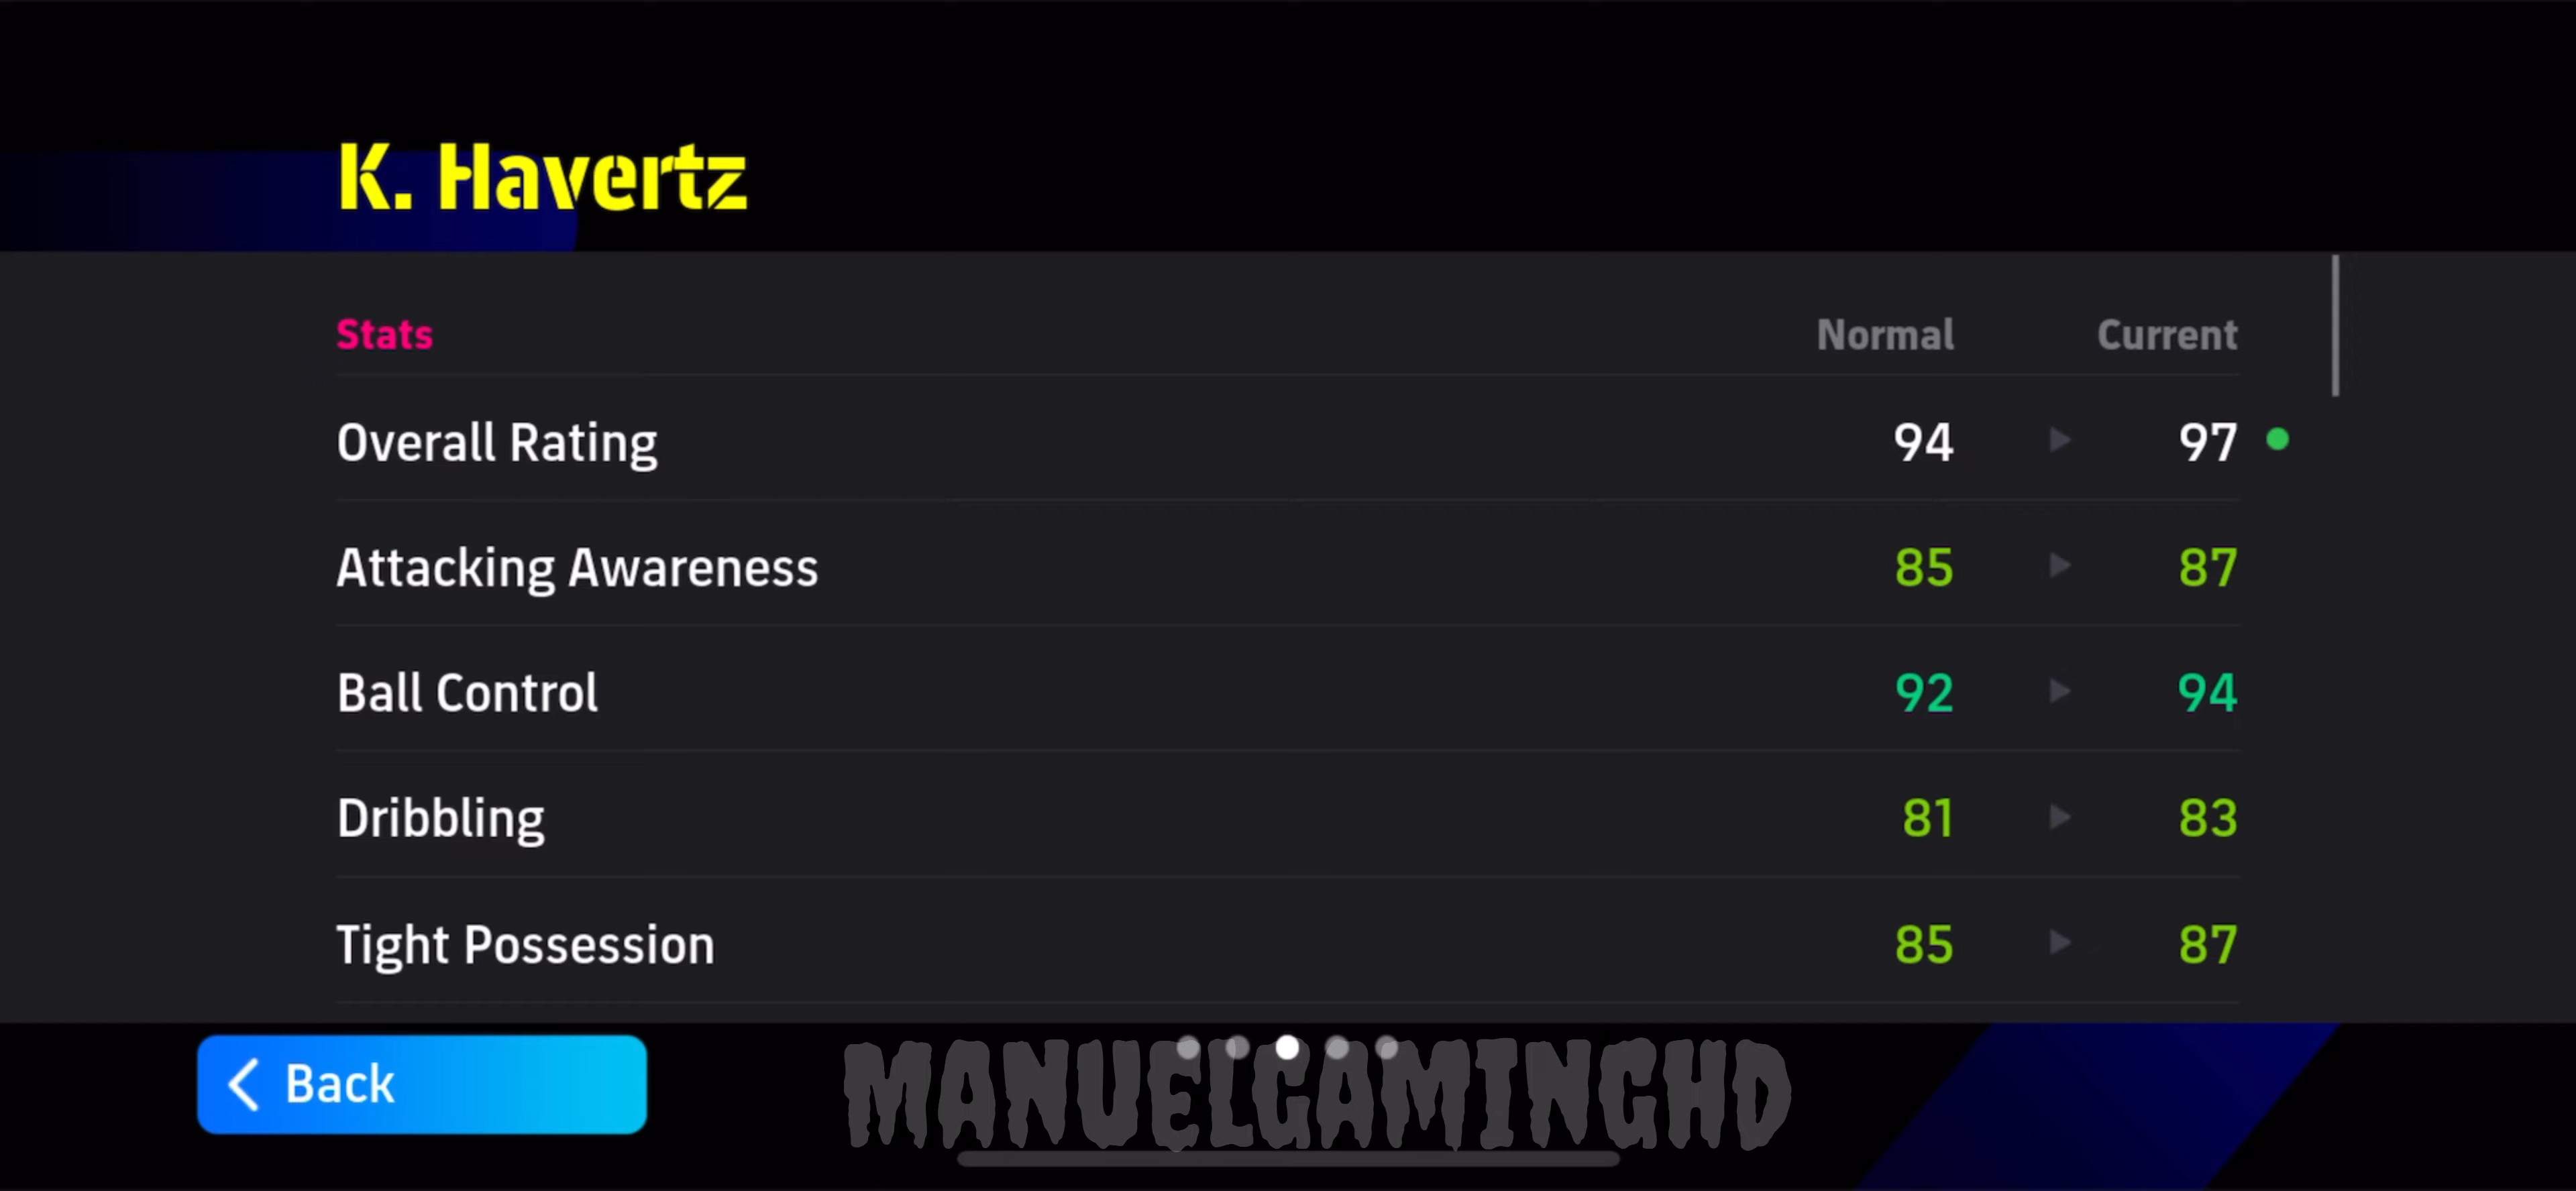 K. Havertz
Stats Normal Current
Overall Rating 94 97
Attacking Awareness 85 87
Ball Control 92 94
Dribbling 81 83
Tight Possession 85 87
Back
MANUELGAMINGHD